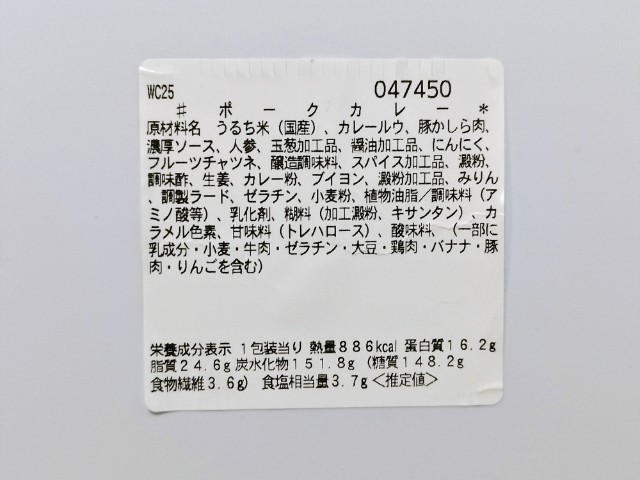 WC25 047450
# ポークカレー*
原材料名 うるち米(国産)、カレールウ、豚かしら肉、
濃厚ソース、人参、玉葱加工品、醤油加工品、にんにく、
フルーツチャツネ、醸造調味料、スパイス加工品、澱粉、
調味酢、生姜、カレー粉、ブイヨン、澱粉加工品、みりん
、調製ラード、ゼラチン、小麦粉、植物油脂/調味料(ア
ミノ酸等)、乳化剤、糊料(加工澱粉、キサンタン)、カ
ラメル色素、甘味料(トレハロース)、酸味料、(一部に
乳成分・小麦・牛肉・ゼラチン・大豆・鶏肉・バナナ・豚
肉・りんごを含む)
栄養成分表示 1包装当り 熱量886kcal 蛋白質16.2g
脂質24.6g 炭水化物151.8g (糖質148.2g
食物繊維3.6g) 食塩相当量3.7g<推定値>